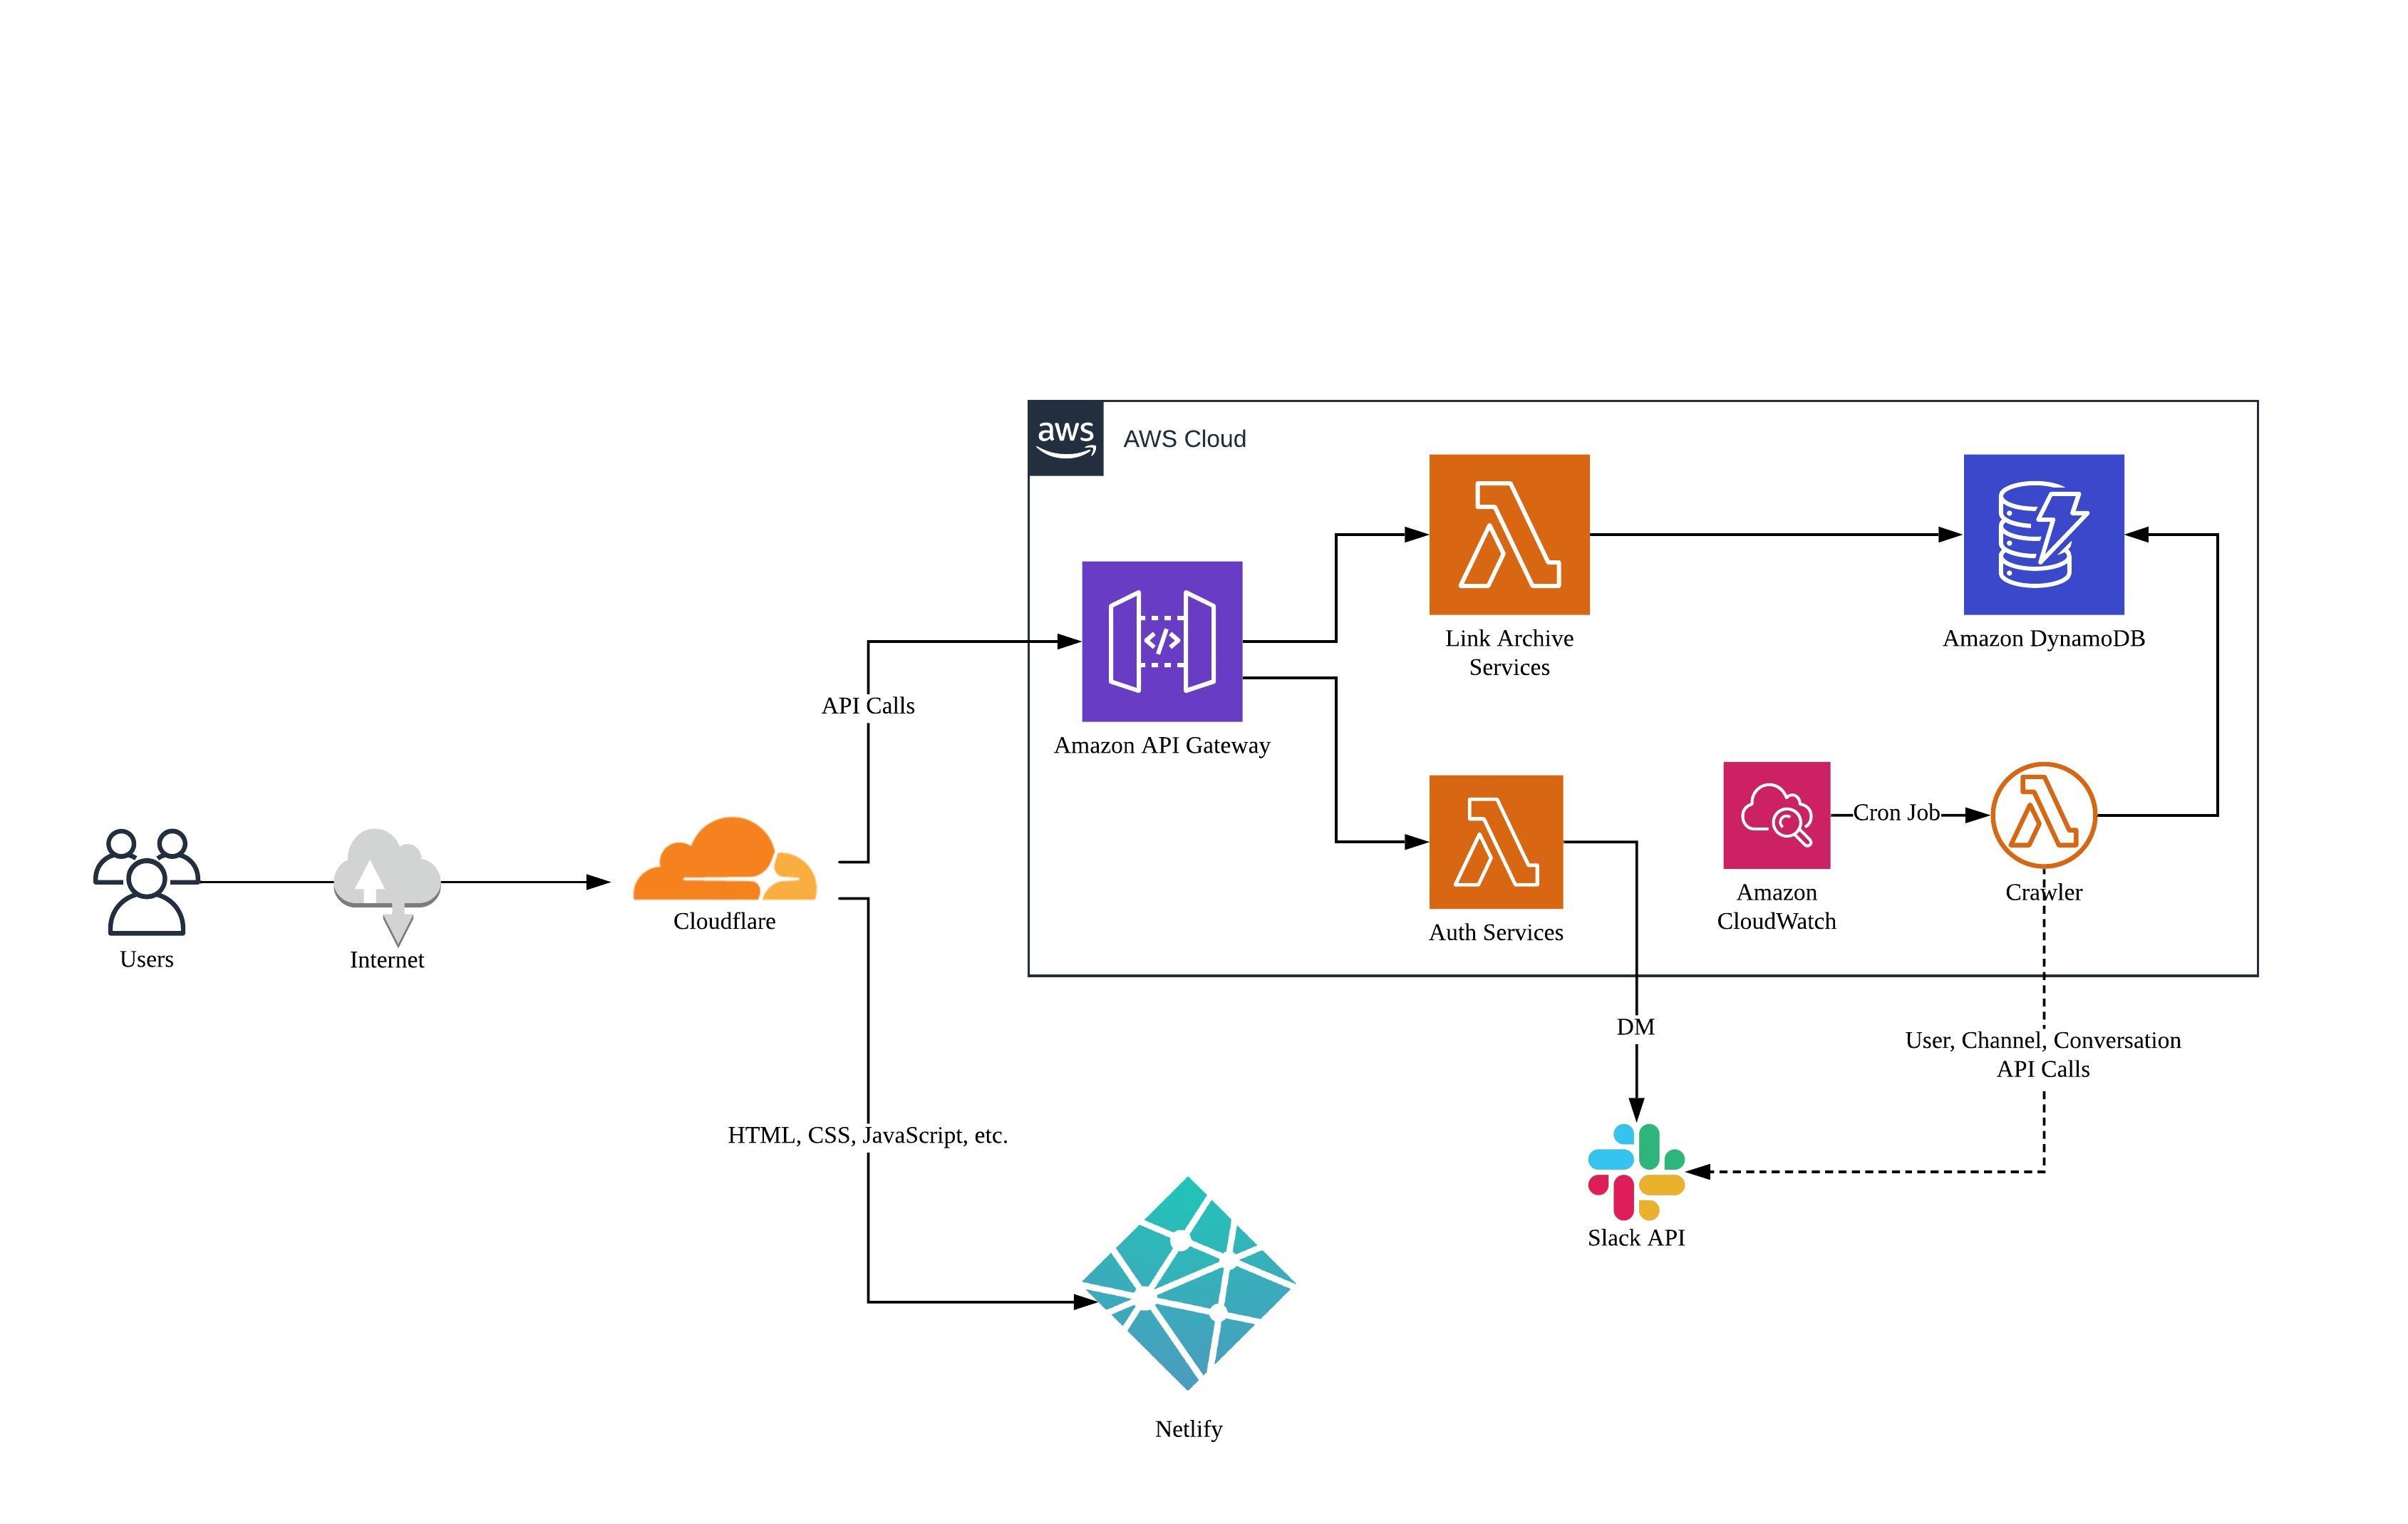 aws
AWS Cloud
Link Archive
Services
Amazon DynamoDB
</>
API Calls
Amazon API Gateway
Cron Job
Amazon
CloudWatch
Crawler
Auth Services
Users
Internet
Cloudflare
DM
User, Channel, Conversation
API Calls
HTML, CSS, JavaScript, etc.
Slack API
Netlify